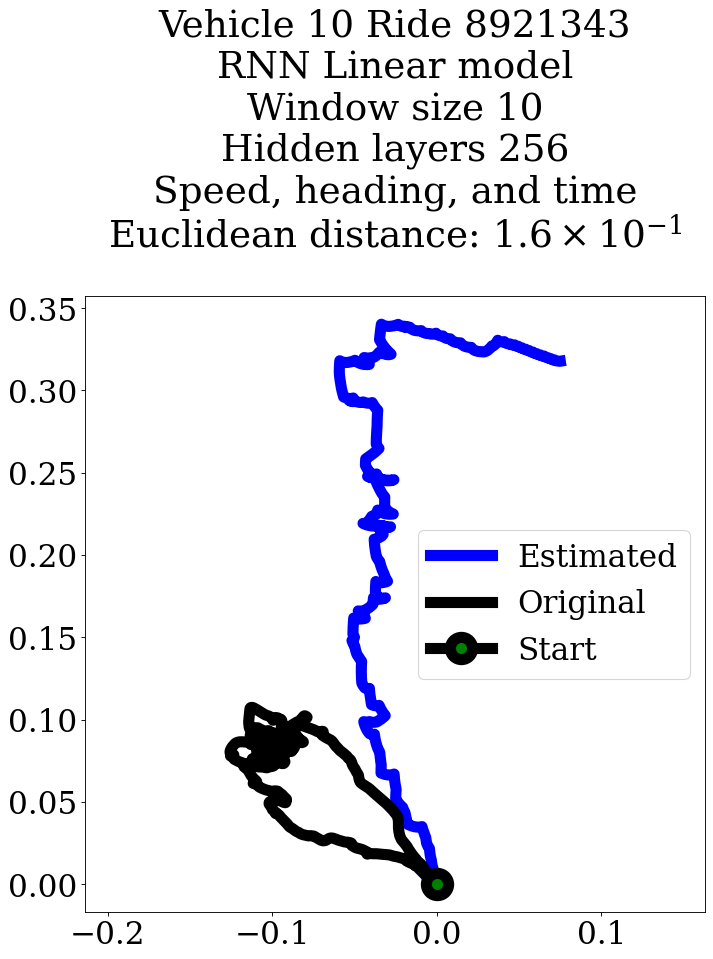 Vehicle 10 Ride 8921343
RNN Linear model
Window size 10
Hidden layers 256
Speed, heading, and time
Euclidean distance: 1.6 × 10⁻¹
0.35
0.30
0.25
0.20
0.15
0.10
0.05
0.00
−0.2
−0.1
0.0
0.1
Estimated
Original
Start